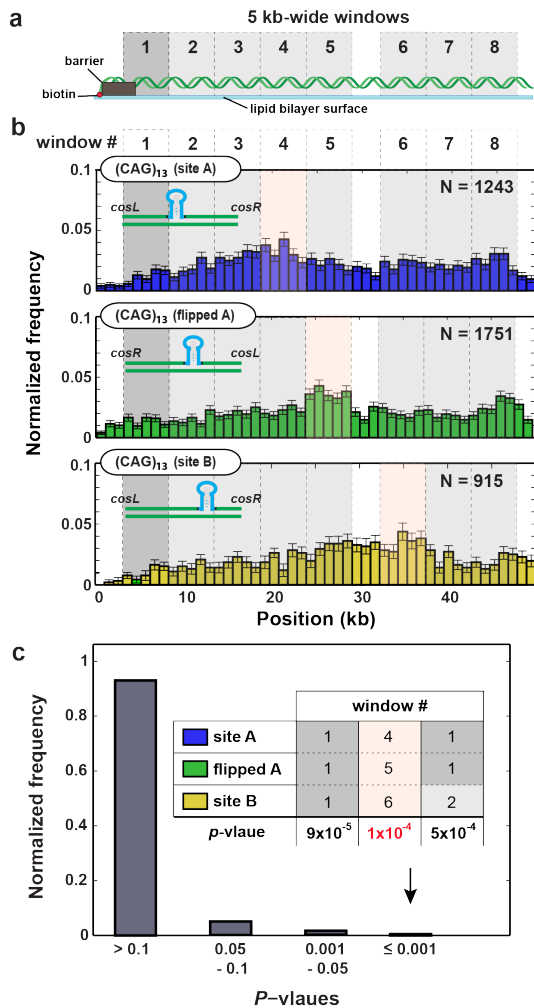 a
5 kb-wide windows
1 2 3 4 5 6 7 8
barrier
biotin
lipid bilayer surface
b
window # 1 2 3 4 5 6 7 8
Normalized frequency
0.1
0.05
0
(CAG)13 (site A)
N = 1243
cosL cosR
0.1
0.05
0
(CAG)13 (flipped A)
N = 1751
cosR cosL
0.1
0.05
0
(CAG)13 (site B)
N = 915
cosL cosR
0 10 20 30 40
Position (kb)
c
Normalized frequency
1
0.8
0.6
0.4
0.2
0
window #
site A 1 4 1
flipped A 1 5 1
site B 1 6 2
p-vlaue 9x10-5 1x10-4 5x10-4
> 0.1 0.05 0.001 ≤ 0.001
- 0.1 - 0.05
P−vlaues